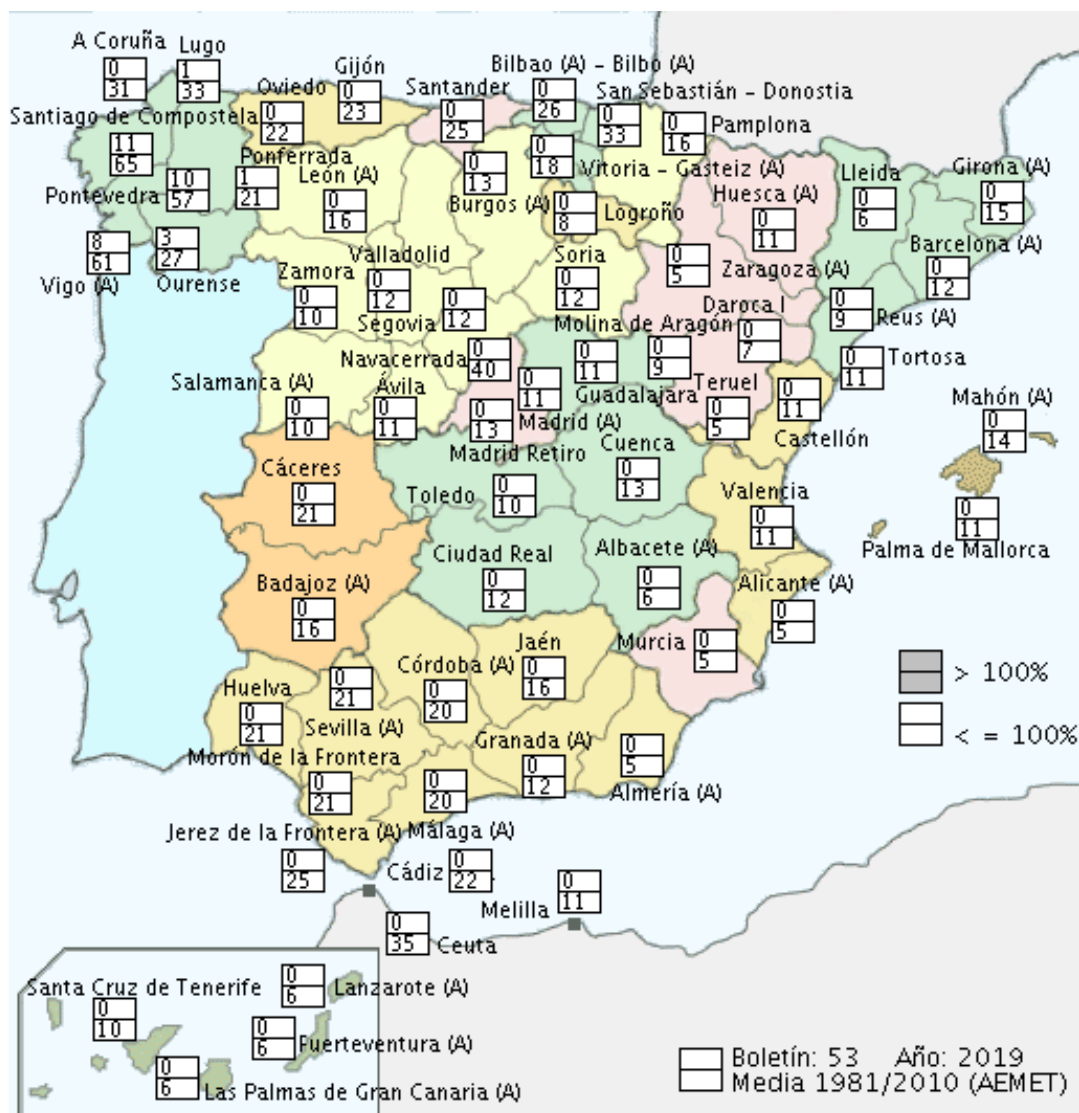 A Coruña
0
31
Lugo
1
33
Oviedo
0
22
Gijón
0
23
Santander
0
25
Bilbao (A) - Bilbo (A)
0
26
San Sebastián - Donostia
0
33
Pamplona
0
16
Santiago de Compostela
11
65
Pontevedra
10
57
Ponferrada
1
21
León (A)
0
16
Burgos (A)
0
13
0
18
Vitoria - Gasteiz (A)
Logroño
0
8
Huesca (A)
0
11
Lleida
0
6
Girona (A)
0
15
Vigo (A)
8
61
Ourense
3
27
Zamora
0
10
Valladolid
0
12
Segovia
0
12
Soria
0
12
Zaragoza (A)
0
5
Barcelona (A)
0
12
Daroca I
0
7
Reus (A)
0
9
Molina de Aragón
0
9
Navacerrada
0
40
Guadalajara
0
11
Tortosa
0
11
Salamanca (A)
0
10
Ávila
0
11
Madrid (A)
0
11
Madrid Retiro
0
13
Teruel
0
5
Castellón
0
11
Mahón (A)
0
14
Cáceres
0
21
Toledo
0
10
Cuenca
0
13
Valencia
0
11
Palma de Mallorca
0
11
Badajoz (A)
0
16
Ciudad Real
0
12
Albacete (A)
0
6
Alicante (A)
0
5
Murcia
0
5
Huelva
0
21
Sevilla (A)
0
21
Córdoba (A)
0
20
Jaén
0
16
Morón de la Frontera
0
21
Granada (A)
0
12
Almería (A)
0
5
Jerez de la Frontera (A)
0
25
Málaga (A)
0
20
Cádiz
0
22
Melilla
0
11
Ceuta
0
35
> 100%
< = 100%
Santa Cruz de Tenerife
0
10
Lanzarote (A)
0
6
Fuerteventura (A)
0
6
Las Palmas de Gran Canaria (A)
0
6
Boletín: 53 Año: 2019
Media 1981/2010 (AEMET)